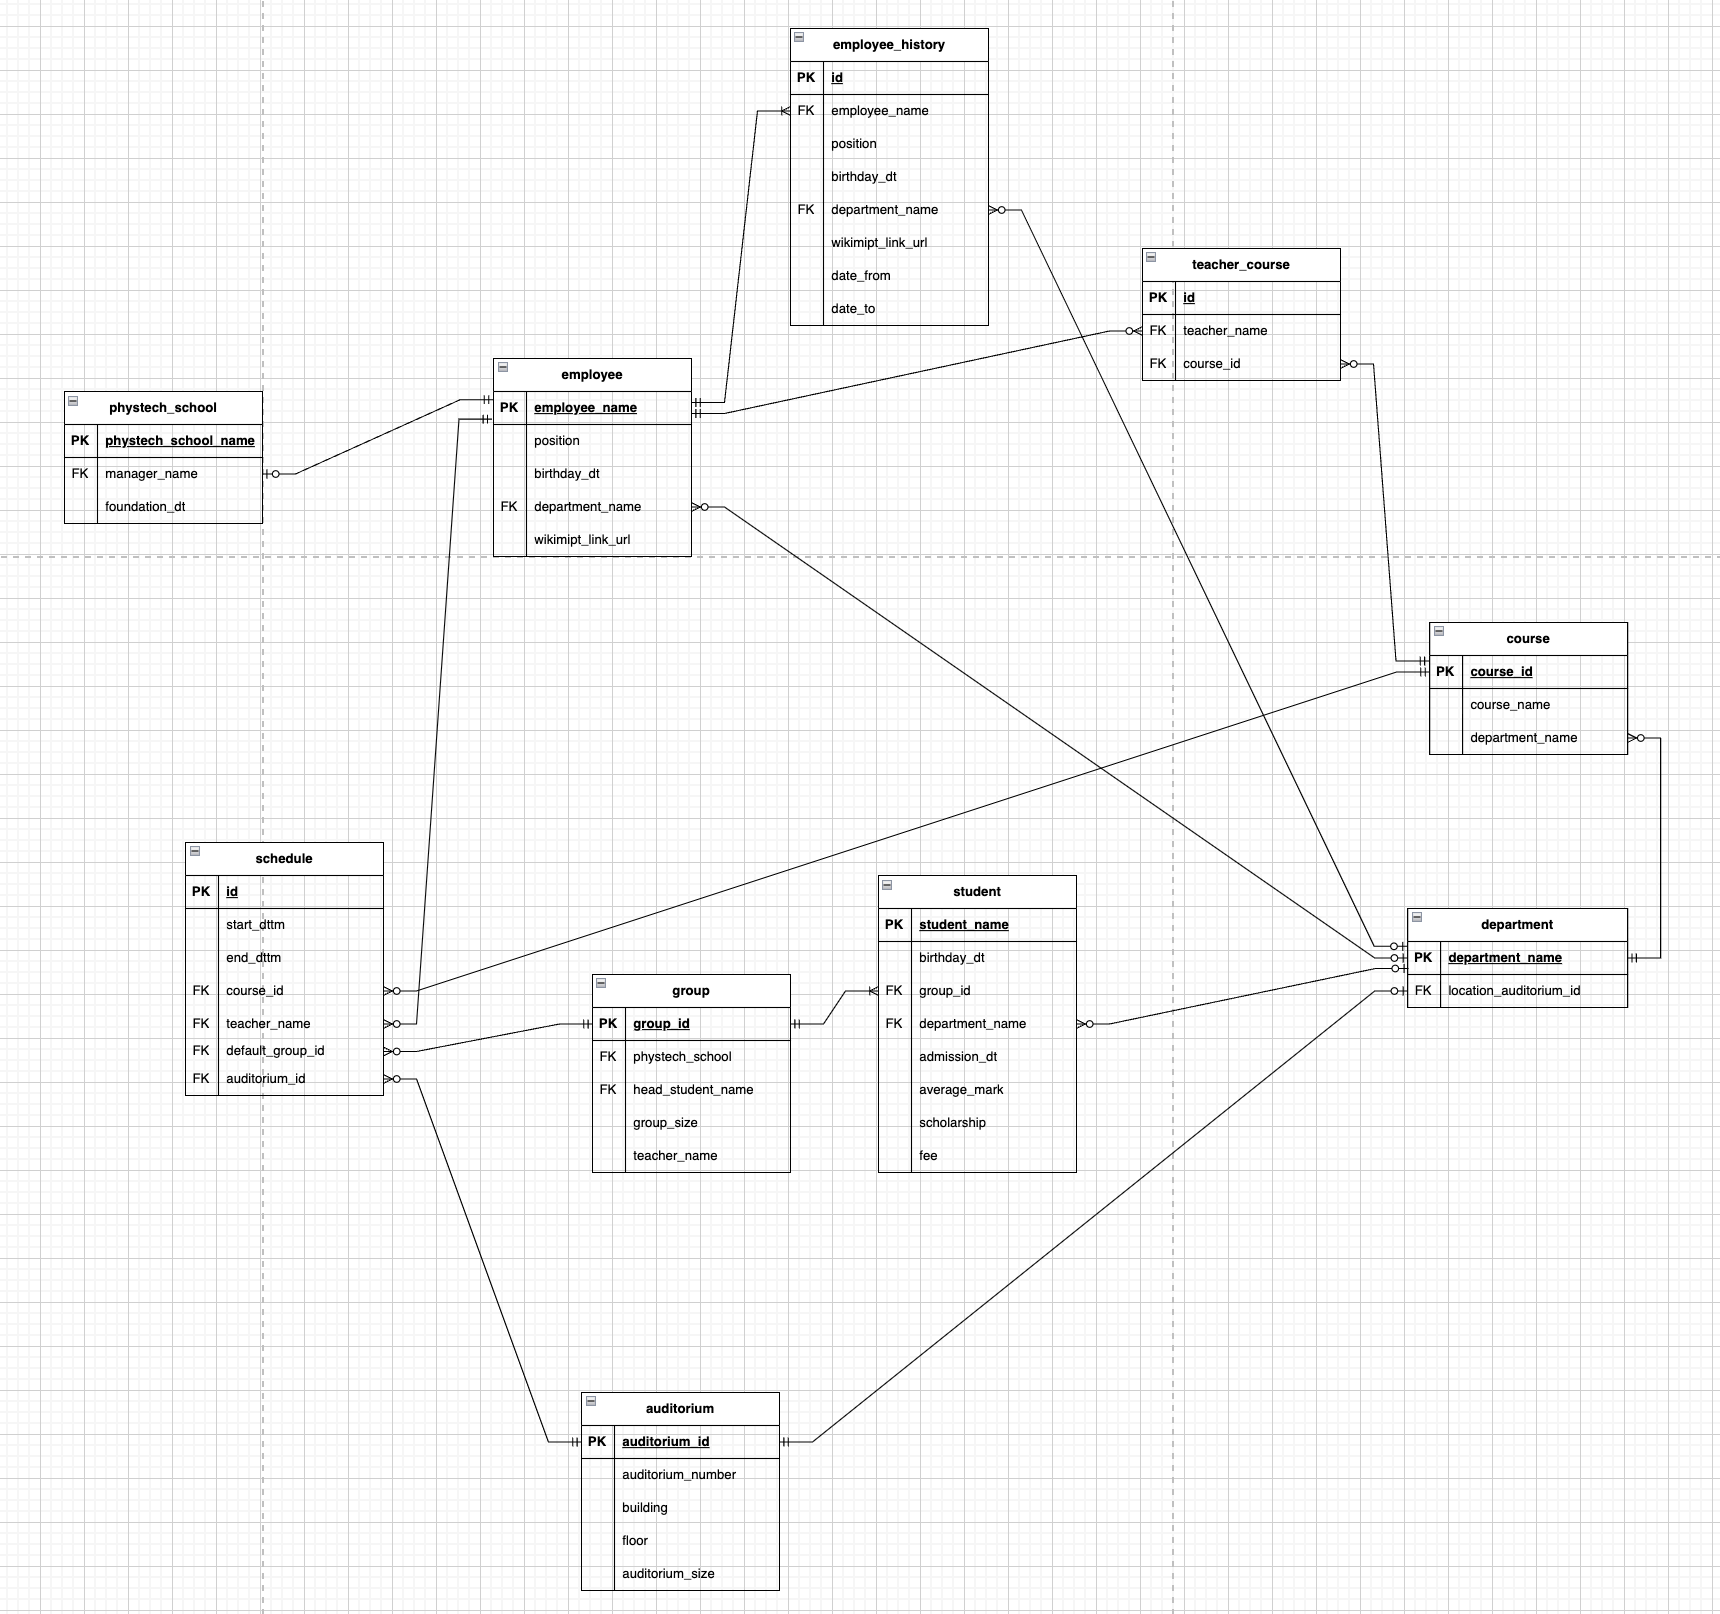 employee_history
PK id
FK employee_name
position
birthday_dt
FK department_name
wikimipt_link_url
date_from
date_to
teacher_course
PK id
FK teacher_name
FK course_id
employee
PK employee_name
position
birthday_dt
FK department_name
wikimipt_link_url
phystech_school
PK phystech_school_name
FK manager_name
foundation_dt
course
PK course_id
course_name
department_name
schedule
PK id
start_dttm
end_dttm
FK course_id
FK teacher_name
FK default_group_id
FK auditorium_id
student
PK student_name
birthday_dt
FK group_id
FK department_name
admission_dt
average_mark
scholarship
fee
department
PK department_name
FK location_auditorium_id
group
PK group_id
FK phystech_school
FK head_student_name
group_size
teacher_name
auditorium
PK auditorium_id
auditorium_number
building
floor
auditorium_size